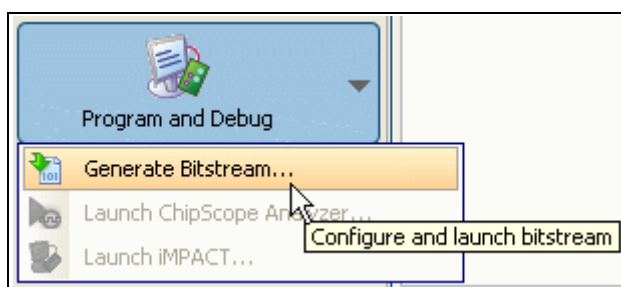 Program and Debug
Generate Bitstream...
Launch ChipScope Analyzer...
Configure and launch bitstream
Launch iMPACT...